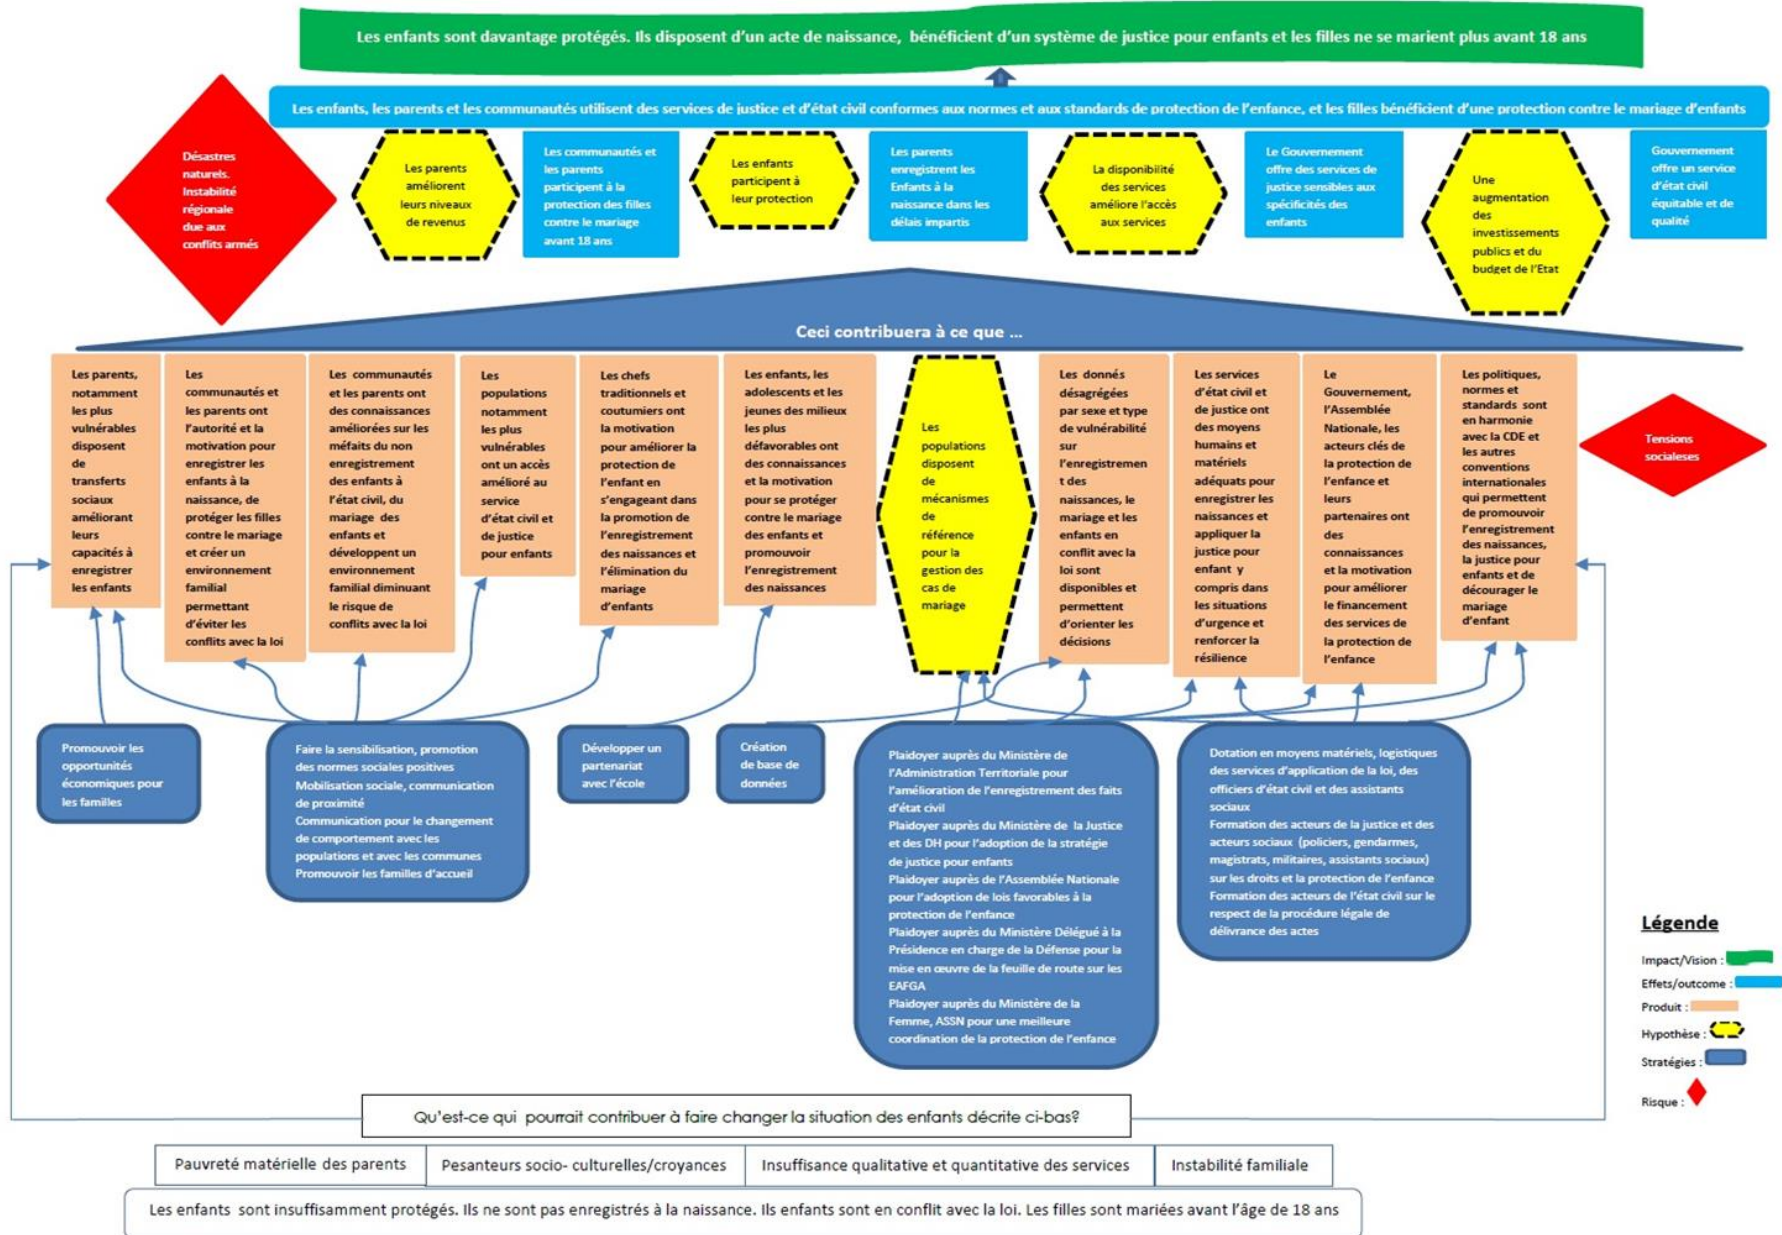 Les enfants sont davantage protégés. Ils disposent d'un acte de naissance, bénéficient d'un système de justice pour enfants et les filles ne se marient plus avant 18 ans
Les enfants, les parents et les communautés utilisent des services de justice et d'état civil conformes aux normes et aux standards de protection de l'enfance, et les filles bénéficient d'une protection contre le mariage d'enfants
Désastres
naturels.
Instabilité
régionale
due aux
conflits armés
Les parents
améliorent
leurs niveaux
de revenus
Les communautés et
les parents
participent à la
protection des filles
contre le mariage
avant 18 ans
Les enfants
participent à
leur protection
Les parents
enregistrent les
Enfants à la
naissance dans les
délais impartis
La disponibilité
des services
améliore l'accès
aux services
Le Gouvernement
offre des services de
justice sensibles aux
spécificités des
enfants
Une
augmentation
des
investissements
publics et du
budget de l'Etat
Gouvernement
offre un service
d'état civil
équitable et de
qualité
Ceci contribuera à ce que ...
Les parents,
notamment
les plus
vulnérables
disposent
de
transferts
sociaux
améliorant
leurs
capacités à
enregistrer
les enfants
Les
communautés et
les parents ont
l'autorité et la
motivation pour
enregistrer les
enfants à la
naissance, de
protéger les filles
contre le mariage
et créer un
environnement
familial
permettant
d'éviter les
conflits avec la loi
Les communautés
et les parents ont
des connaissances
améliorées sur les
méfaits du non
enregistrement
des enfants à
l'état civil, du
mariage des
enfants et
développent un
environnement
familial diminuant
le risque de
conflits avec la loi
Les
populations
notamment
les plus
vulnérables
ont un accès
amélioré au
service
d'état civil et
de justice
pour enfants
Les chefs
traditionnels et
coutumiers ont
la motivation
pour améliorer la
protection de
l'enfant en
s'engageant dans
la promotion de
l'enregistrement
des naissances et
l'élimination du
mariage
d'enfants
Les enfants, les
adolescents et les
jeunes des milieux
les plus
défavorables ont
des connaissances
et la motivation
pour se protéger
contre le mariage
des enfants et
promouvoir
l'enregistrement
des naissances
Les
populations
disposent
de
mécanismes
de
référence
pour la
gestion des
cas de
mariage
Les donnés
désagrégées
par sexe et type
de vulnérabilité
sur
l'enregistremen
t des
naissances, le
mariage et les
enfants en
conflit avec la
loi sont
disponibles et
permettent
d'orienter les
décisions
Les services
d'état civil et
de justice ont
des moyens
humains et
matériels
adéquats pour
enregistrer les
naissances et
appliquer la
justice pour
enfant y
compris dans
les situations
d'urgence et
renforcer la
résilience
Le
Gouvernement,
l'Assemblée
Nationale, les
acteurs clés de
la protection de
l'enfance et
leurs
partenaires ont
des
connaissances
et la motivation
pour améliorer
le financement
des services de
la protection de
l'enfance
Les politiques,
normes et
standards sont
en harmonie
avec la CDE et
les autres
conventions
internationales
qui permettent
de promouvoir
l'enregistrement
des naissances,
la justice pour
enfants et de
décourager le
mariage
d'enfant
Tensions
socialeses
Promouvoir les
opportunités
économiques pour
les familles
Faire la sensibilisation, promotion
des normes sociales positives
Mobilisation sociale, communication
de proximité
Communication pour le changement
de comportement avec les
populations et avec les communes
Promouvoir les familles d'accueil
Développer un
partenariat
avec l'école
Création
de base de
données
Plaidoyer auprès du Ministère de
l'Administration Territoriale pour
l'amélioration de l'enregistrement des faits
d'état civil
Plaidoyer auprès du Ministère de la Justice
et des DH pour l'adoption de la stratégie
de justice pour enfants
Plaidoyer auprès de l'Assemblée Nationale
pour l'adoption de lois favorables à la
protection de l'enfance
Plaidoyer auprès du Ministère Délégué à la
Présidence en charge de la Défense pour la
mise en œuvre de la feuille de route sur les
EAFGA
Plaidoyer auprès du Ministère de la
Femme, ASSN pour une meilleure
coordination de la protection de l'enfance
Dotation en moyens matériels, logistiques
des services d'application de la loi, des
officiers d'état civil et des assistants
sociaux
Formation des acteurs de la justice et des
acteurs sociaux (policiers, gendarmes,
magistrats, militaires, assistants sociaux)
sur les droits et la protection de l'enfance
Formation des acteurs de l'état civil sur le
respect de la procédure légale de
délivrance des actes
Légende
Impact/Vision :
Effets/outcome :
Produit :
Hypothèse :
Stratégies :
Risque :
Qu'est-ce qui pourrait contribuer à faire changer la situation des enfants décrite ci-bas?
Pauvreté matérielle des parents
Pesanteurs socio- culturelles/croyances
Insuffisance qualitative et quantitative des services
Instabilité familiale
Les enfants sont insuffisamment protégés. Ils ne sont pas enregistrés à la naissance. Ils enfants sont en conflit avec la loi. Les filles sont mariées avant l'âge de 18 ans